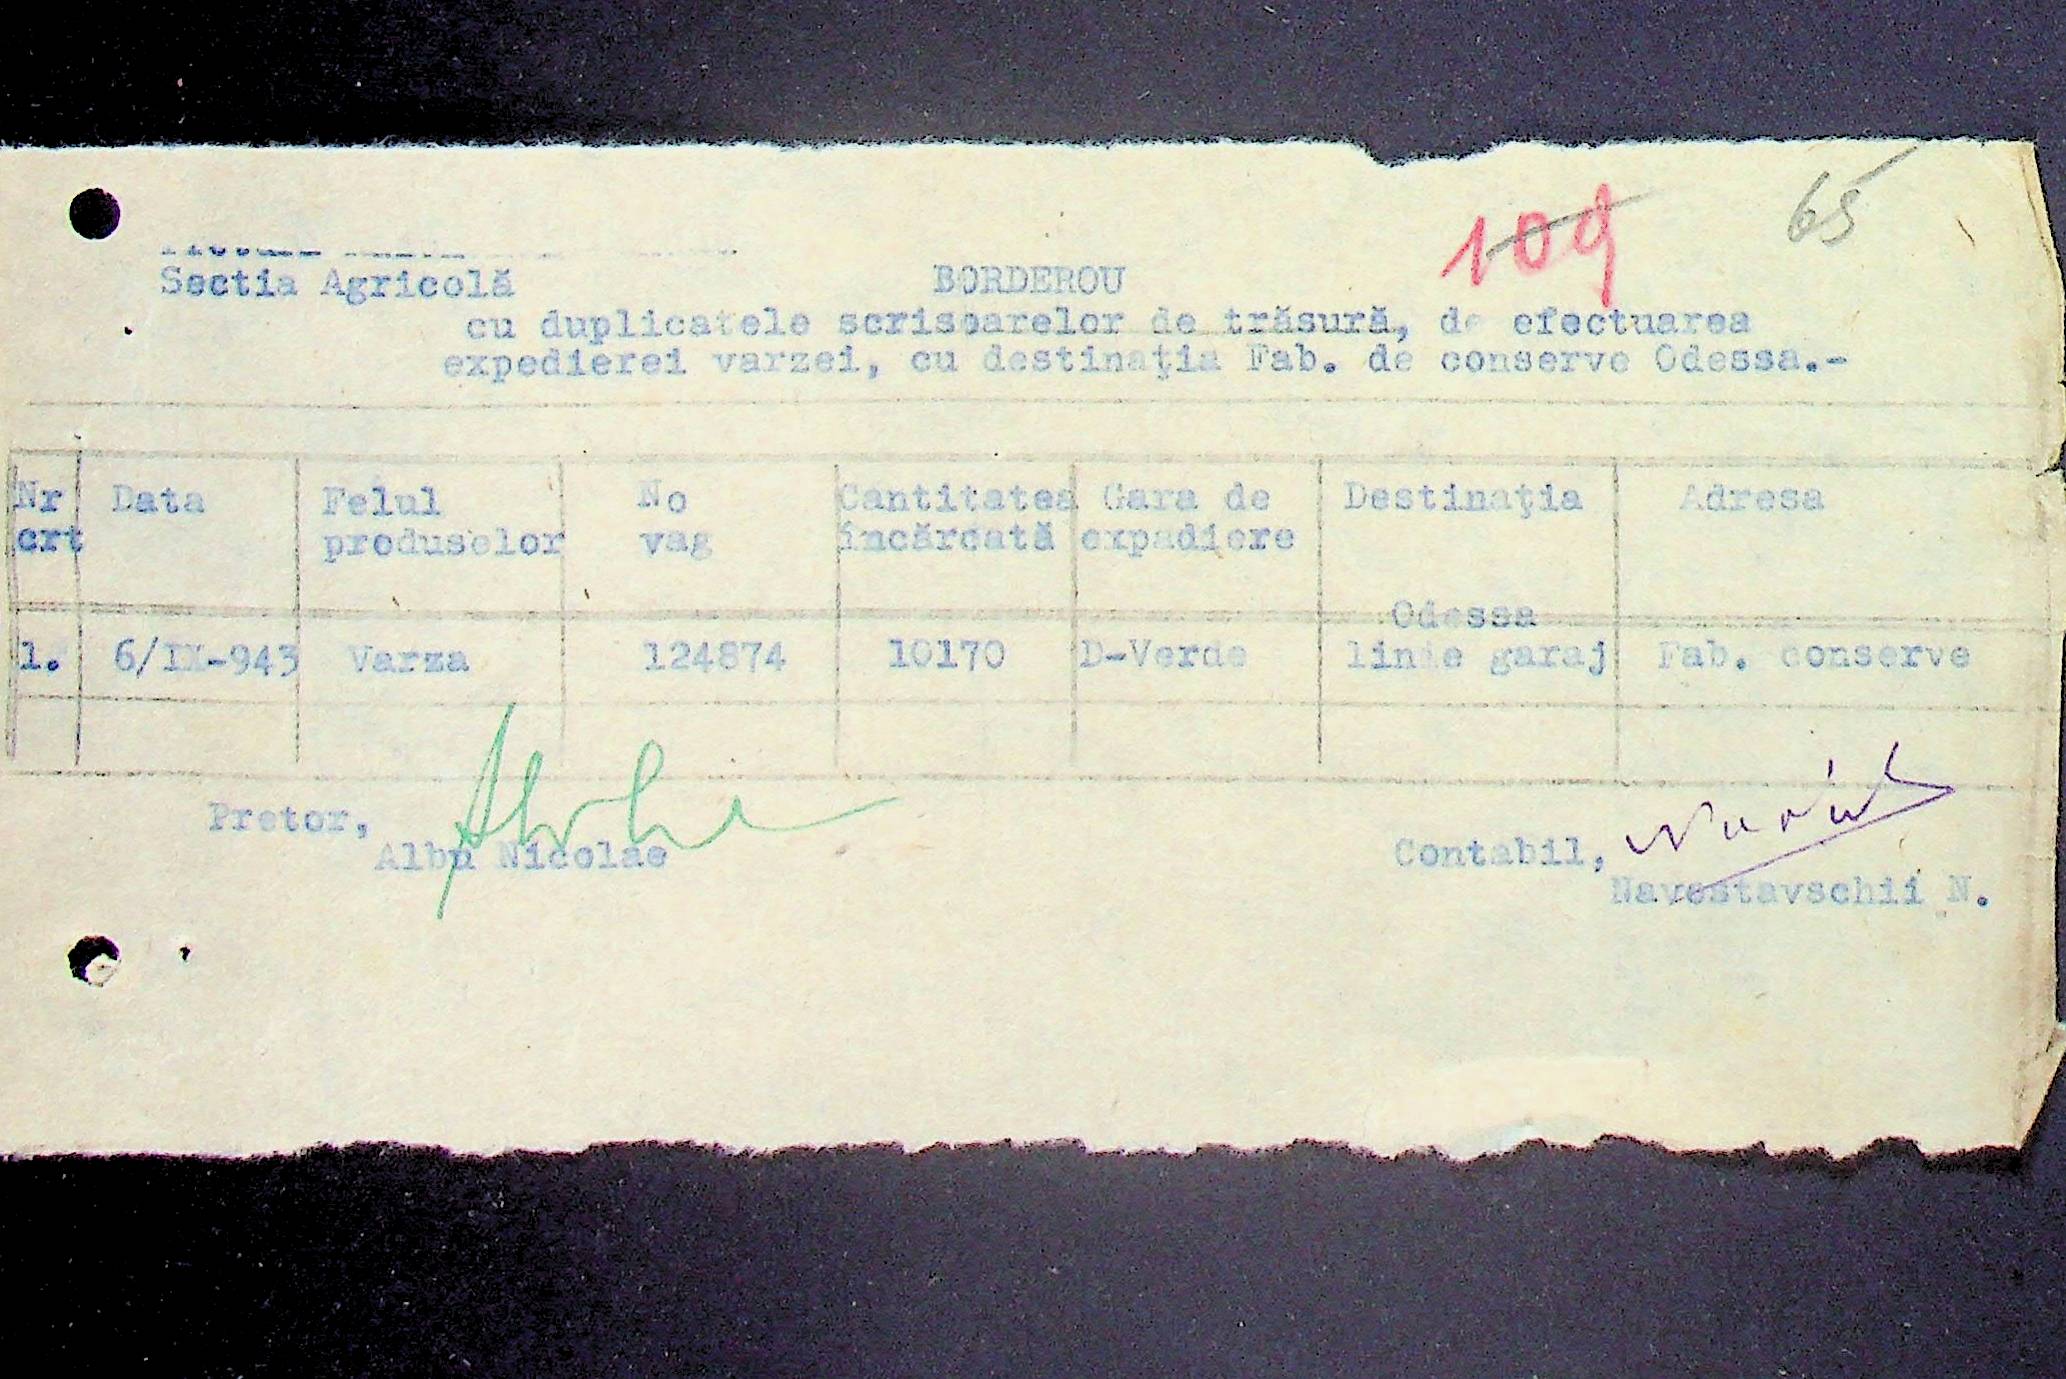 109 65
Sectia Agricolă BORDEROU
cu duplicatele scrisoarelor de trăsură, de efectuarea
expedierei varzei, cu destinaţia Fab. de conserve Odessa.-
Nr Data Felul No Cantitatea Gara de Destinaţia Adresa
crt produselor vag încărcată expadiere
Odessa
1. 6/IX-943 Varza 124874 10170 D-Verde linie garaj Fab. conserve
Pretor,
Albu Nicolae
Contabil,
Navostavschii N.